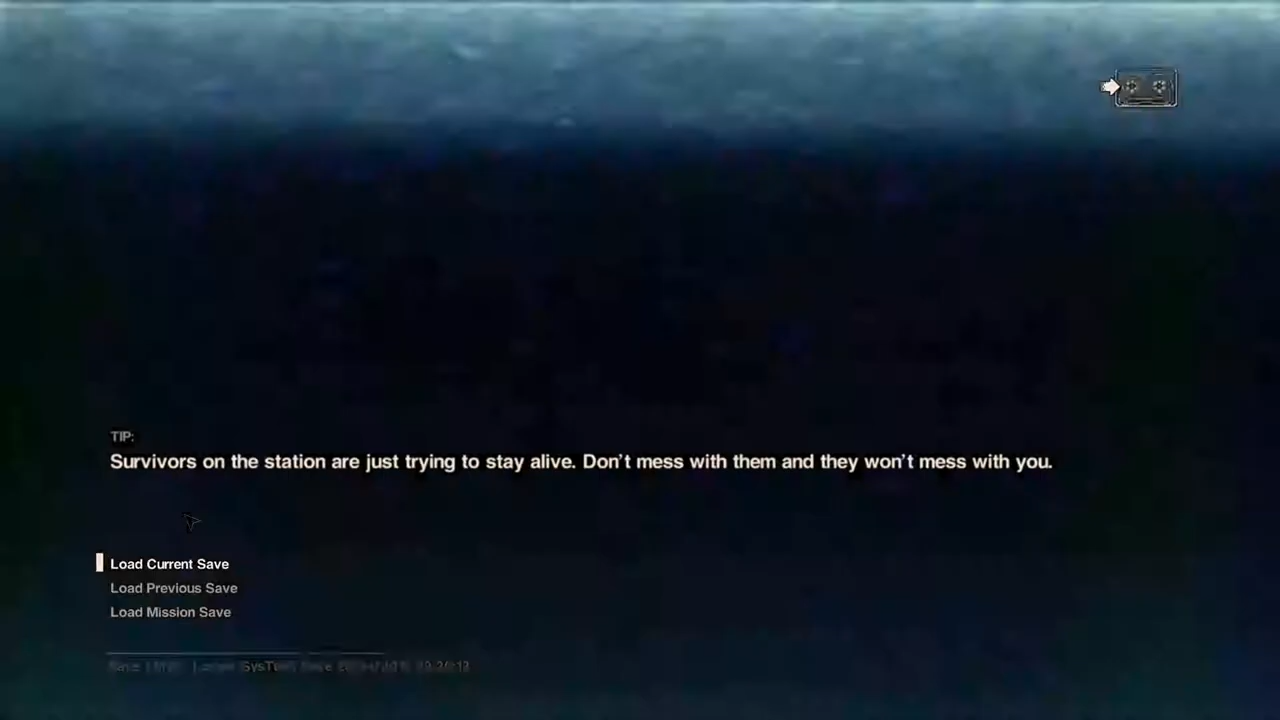 TIP:
Survivors on the station are just trying to stay alive. Don't mess with them and they won't mess with you.
Load Current Save
Load Previous Save
Load Mission Save